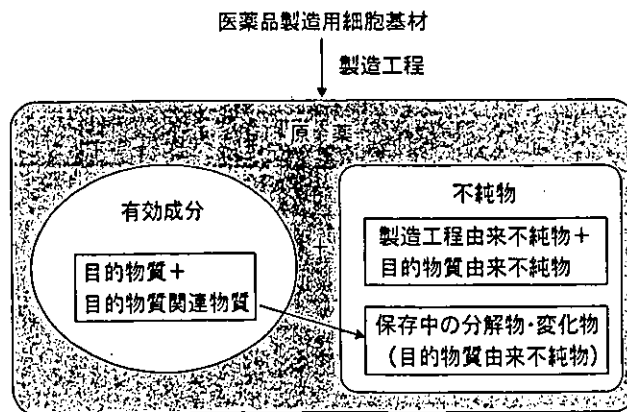 医薬品製造用細胞基材
製造工程
原薬
有効成分
目的物質+
目的物質関連物質
+
不純物
製造工程由来不純物+
目的物質由来不純物
保存中の分解物・変化物
(目的物質由来不純物)